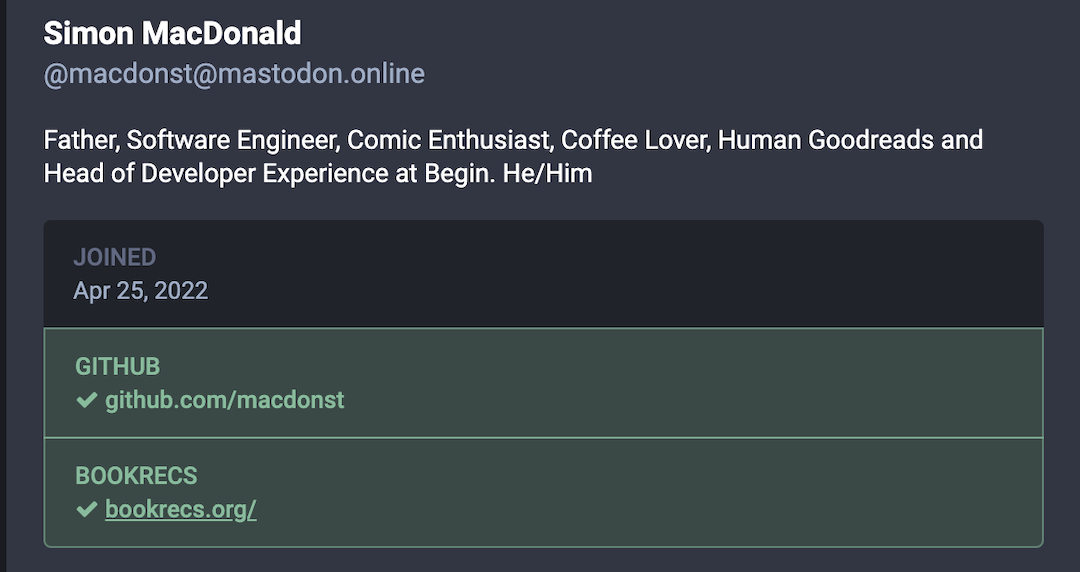 Simon MacDonald
@macdonst@mastodon.online
Father, Software Engineer, Comic Enthusiast, Coffee Lover, Human Goodreads and
Head of Developer Experience at Begin. He/Him
JOINED
Apr 25, 2022
GITHUB
✓ github.com/macdonst
BOOKRECS
✓ bookrecs.org/